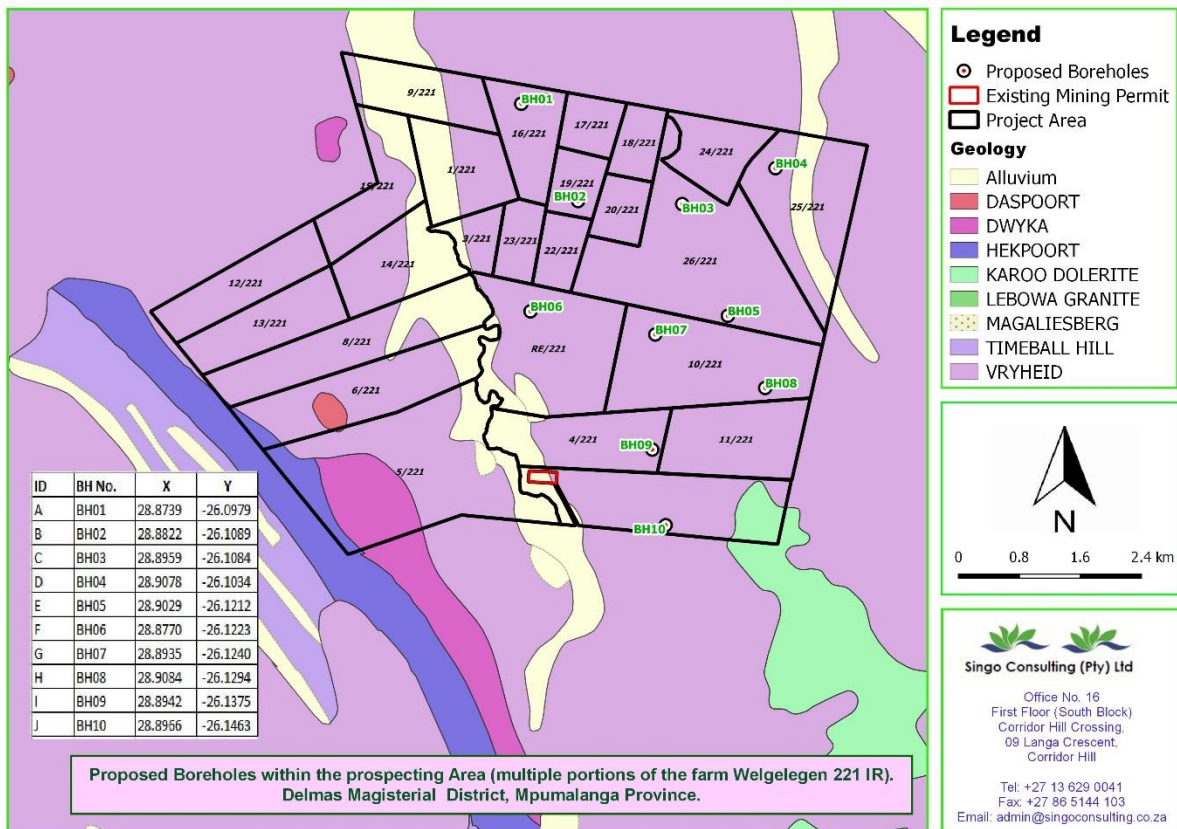 9/221
BH01
16/221
17/221
18/221
24/221
BH04
1/221
15/221
19/221
BH02
20/221
BH03
25/221
3/221
23/221
22/221
14/221
26/221
12/221
13/221
BH06
BH05
BH07
8/221
RE/221
10/221
6/221
BH08
4/221
BH09
11/221
5/221
BH10
ID BH No. X Y
A BH01 28.8739 -26.0979
B BH02 28.8822 -26.1089
C BH03 28.8959 -26.1084
D BH04 28.9078 -26.1034
E BH05 28.9029 -26.1212
F BH06 28.8770 -26.1223
G BH07 28.8935 -26.1240
H BH08 28.9084 -26.1294
I BH09 28.8942 -26.1375
J BH10 28.8966 -26.1463
Proposed Boreholes within the prospecting Area (multiple portions of the farm Welgelegen 221 IR).
Delmas Magisterial District, Mpumalanga Province.
Legend
Proposed Boreholes
Existing Mining Permit
Project Area
Geology
Alluvium
DASPOORT
DWYKA
HEKPOORT
KAROO DOLERITE
LEBOWA GRANITE
MAGALIESBERG
TIMEBALL HILL
VRYHEID
N
0 0.8 1.6 2.4 km
Singo Consulting (Pty) Ltd
Office No. 16
First Floor (South Block)
Corridor Hill Crossing,
09 Langa Crescent,
Corridor Hill
Tel: +27 13 629 0041
Fax: +27 86 5144 103
Email: admin@singoconsulting.co.za